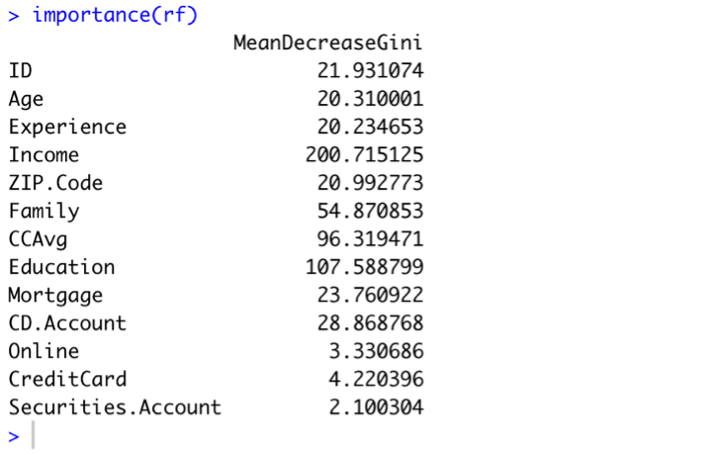 > importance(rf)
MeanDecreaseGini
ID 21.931074
Age 20.310001
Experience 20.234653
Income 200.715125
ZIP.Code 20.992773
Family 54.870853
CCAvg 96.319471
Education 107.588799
Mortgage 23.760922
CD.Account 28.868768
Online 3.330686
CreditCard 4.220396
Securities.Account 2.100304
>